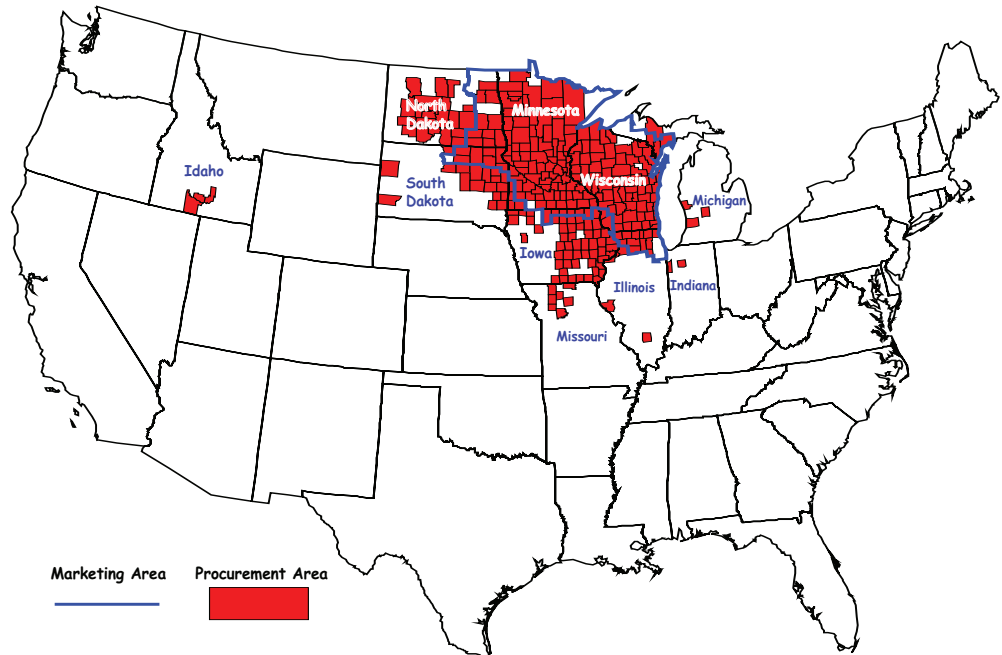 North
Dakota
Minnesota
Idaho
South
Dakota
Wisconsin
Michigan
Iowa
Illinois
Indiana
Missouri
Marketing Area
Procurement Area